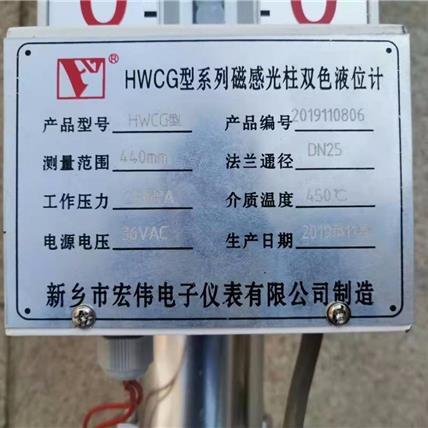 ®
HWCG型系列磁感光柱双色液位计
产品型号 HWCG型 产品编号 2019110806
测量范围 440mm 法兰通径 DN25
工作压力 介质温度 450℃
电源电压 36VAC 生产日期
新乡市宏伟电子仪表有限公司制造